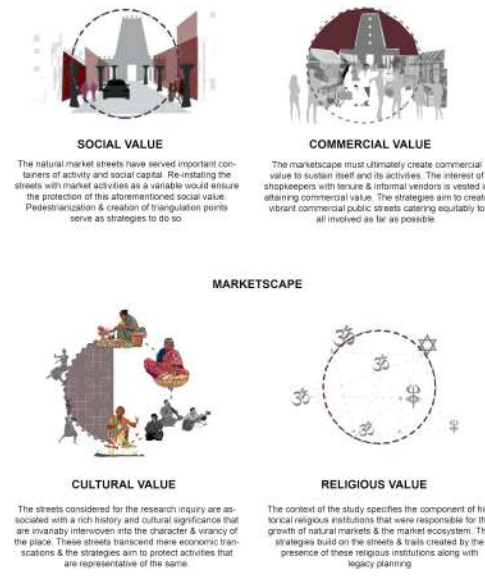 SOCIAL VALUE
The natural market streets have served important con-
tainers of activity and social capital. Re-instating the
streets with market activities as a variable would ensure
the protection of this aforementioned social value.
Pedestrianization & creation of triangulation points
serve as strategies to do so.
COMMERCIAL VALUE
The marketscape must ultimately create commercial
value to sustain itself and its activities. The interest of
shopkeepers with tenure & informal vendors is vested i
attaining commercial value. The strategies aim to create
vibrant commercial public streets catering equitably to
all involved as far as possible.
MARKETSCAPE
CULTURAL VALUE
The streets considered for the research inquiry are as-
sociated with a rich history and cultural significance that
are invariably interwoven into the character & virancy of
the place. These streets transcend mere economic tran-
scations & the strategies aim to protect activities that
are representative of the same.
RELIGIOUS VALUE
The context of the study specifies the component of his
torical religious institutions that were responsible for the
growth of natural markets & the market ecosystem. Th
strategies build on the streets & trails created by the
presence of these religious institutions along with
legacy planning